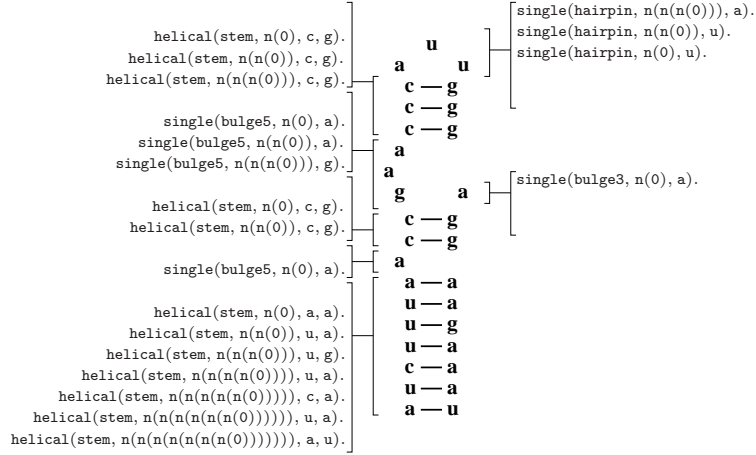 helical(stem, n(0), c, g).
helical(stem, n(n(0)), c, g).
helical(stem, n(n(n(0))), c, g).
single(bulge5, n(0), a).
single(bulge5, n(n(0)), a).
single(bulge5, n(n(n(0))), g).
helical(stem, n(0), c, g).
helical(stem, n(n(0)), c, g).
single(bulge5, n(0), a).
helical(stem, n(0), a, a).
helical(stem, n(n(0)), u, a).
helical(stem, n(n(n(0))), u, g).
helical(stem, n(n(n(n(0)))), u, a).
helical(stem, n(n(n(n(n(0))))), c, a).
helical(stem, n(n(n(n(n(n(0)))))), u, a).
helical(stem, n(n(n(n(n(n(n(0))))))), a, u).
u
a u
c — g
c — g
c — g
a
a
g a
c — g
c — g
a
a — a
u — a
u — g
u — a
c — a
u — a
a — u
single(hairpin, n(n(n(0))), a).
single(hairpin, n(n(0)), u).
single(hairpin, n(0), u).
single(bulge3, n(0), a).